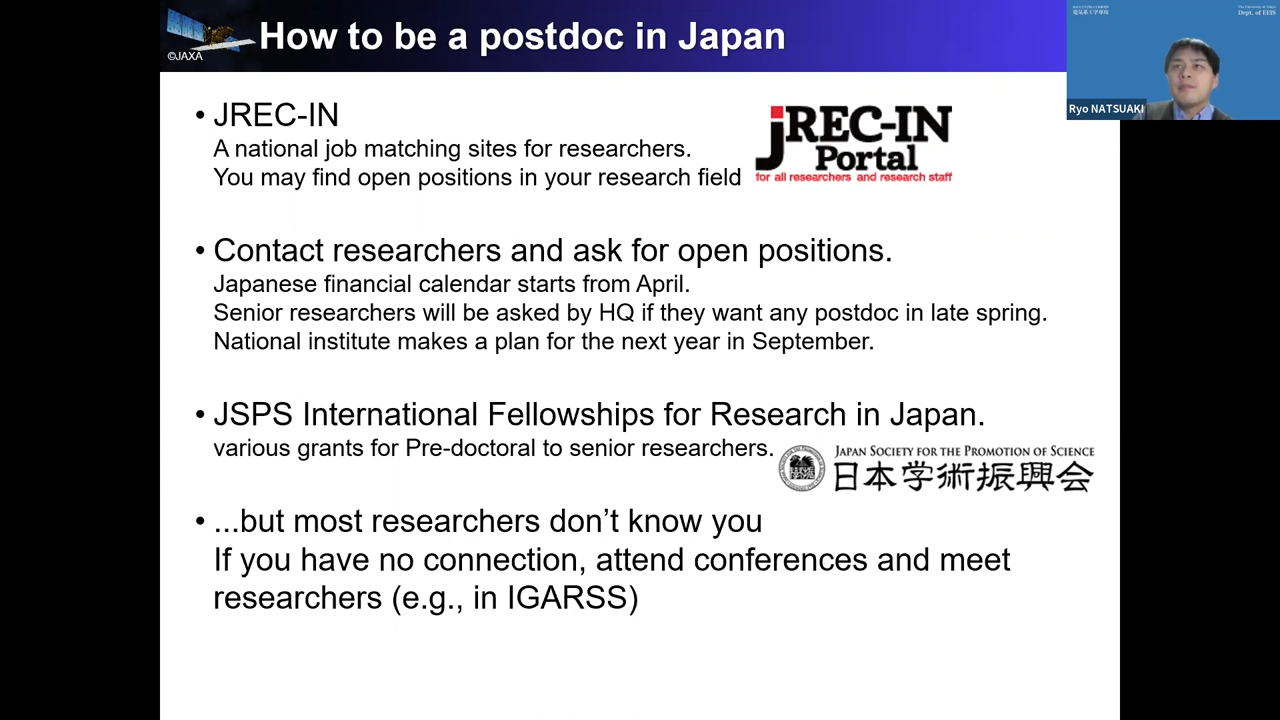 How to be a postdoc in Japan
©JAXA
Dept. of EEIS
Ryo NATSUAKI
• JREC-IN
A national job matching sites for researchers.
You may find open positions in your research field
jREC-IN
Portal
for all researchers and research staff
• Contact researchers and ask for open positions.
Japanese financial calendar starts from April.
Senior researchers will be asked by HQ if they want any postdoc in late spring.
National institute makes a plan for the next year in September.
• JSPS International Fellowships for Research in Japan.
various grants for Pre-doctoral to senior researchers.
JAPAN SOCIETY FOR THE PROMOTION OF SCIENCE
日本学術振興会
• ...but most researchers don’t know you
If you have no connection, attend conferences and meet
researchers (e.g., in IGARSS)